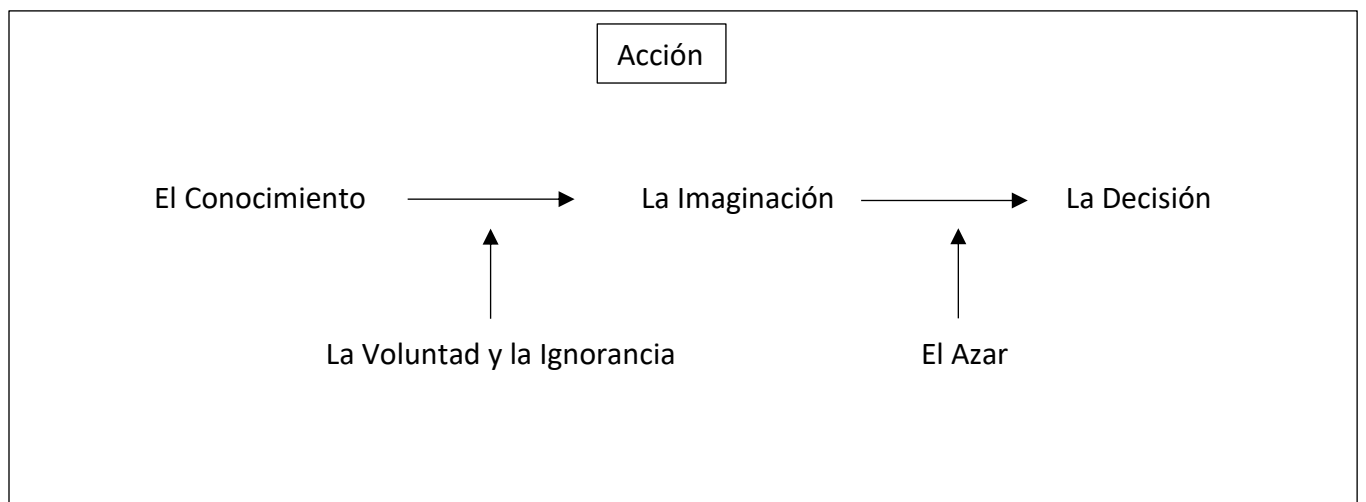 Acción
El Conocimiento La Imaginación La Decisión
La Voluntad y la Ignorancia El Azar